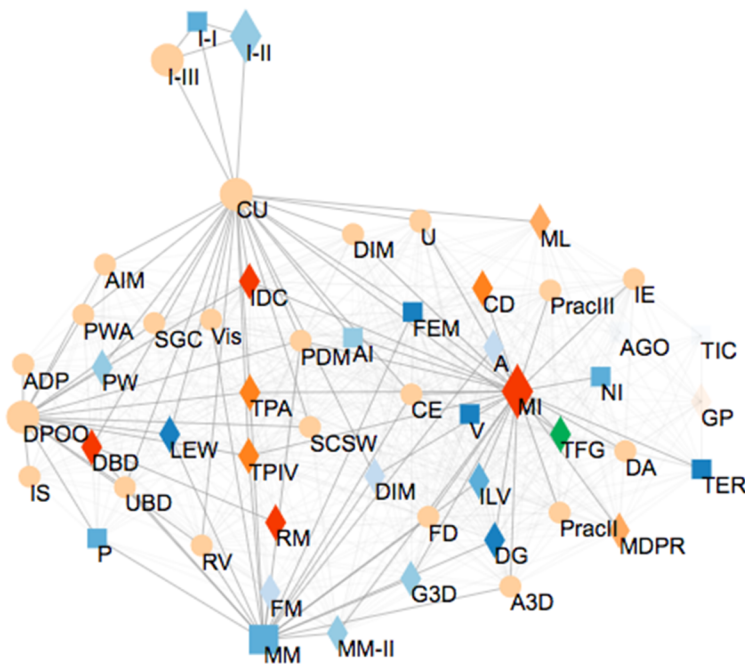 I-I
I-II
I-III
CU
U
ML
DIM
AIM
IDC
IE
CD
PracIII
PWA
SGC
Vis
FEM
PDM
AI
A
AGO
TIC
ADP
PW
NI
TPA
CE
MI
GP
DPOO
V
SCSW
LEW
DBD
TFG
DA
TPIV
TER
IS
UBD
DIM
ILV
RM
FD
PracII
MDPR
P
RV
DG
G3D
A3D
FM
MM
MM-II